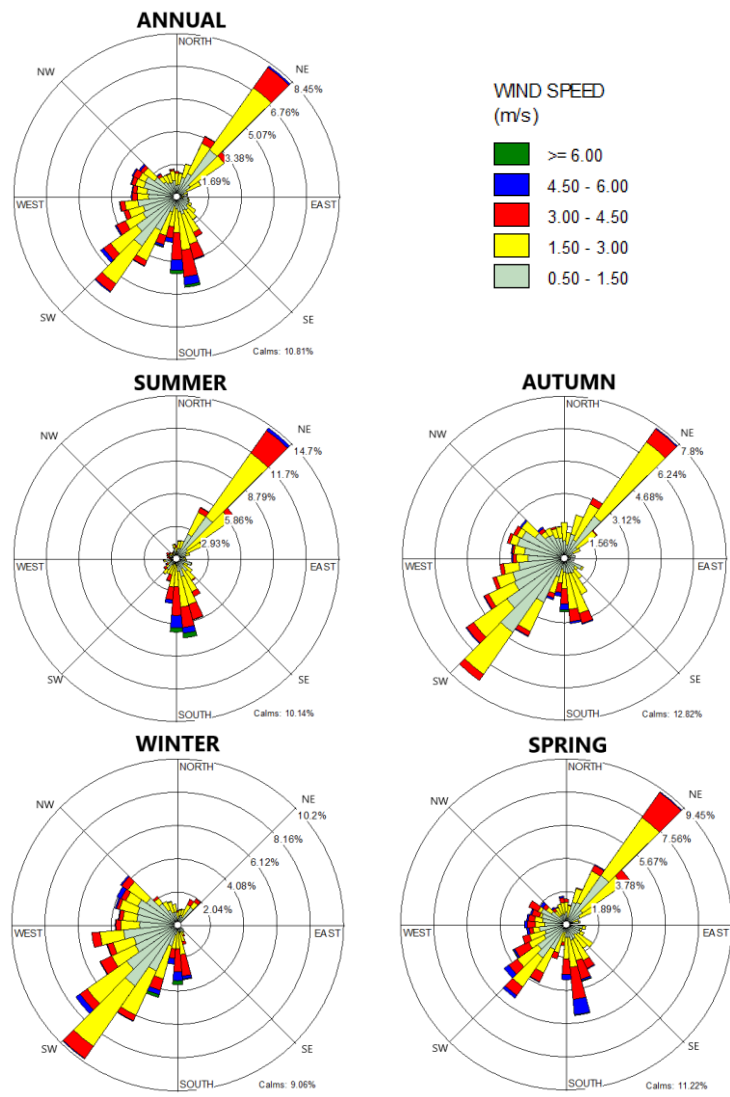 ANNUAL
NORTH
NW
NE
8.45%
6.76%
5.07%
3.38%
1.69%
WEST
EAST
SW
SE
SOUTH
Calms: 10.81%
WIND SPEED
(m/s)
>= 6.00
4.50 - 6.00
3.00 - 4.50
1.50 - 3.00
0.50 - 1.50
SUMMER
NORTH
NW
NE
14.7%
11.7%
8.79%
5.86%
2.93%
WEST
EAST
SW
SE
SOUTH
Calms: 10.14%
AUTUMN
NORTH
NW
NE
7.8%
6.24%
4.68%
3.12%
1.56%
WEST
EAST
SW
SE
SOUTH
Calms: 12.82%
WINTER
NORTH
NW
NE
10.2%
8.16%
6.12%
4.08%
2.04%
WEST
EAST
SW
SE
SOUTH
Calms: 9.06%
SPRING
NORTH
NW
NE
9.45%
7.56%
5.67%
3.78%
1.89%
WEST
EAST
SW
SE
SOUTH
Calms: 11.22%